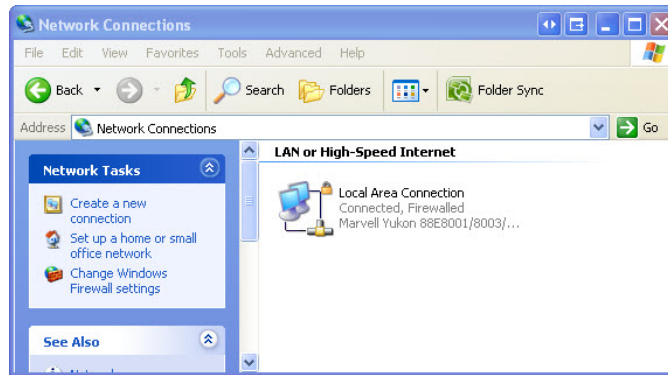 Network Connections
File Edit View Favorites Tools Advanced Help
Back Search Folders Folder Sync
Address Network Connections Go
Network Tasks
Create a new
connection
Set up a home or small
office network
Change Windows
Firewall settings
See Also
LAN or High-Speed Internet
Local Area Connection
Connected, Firewalled
Marvell Yukon 88E8001/8003/...